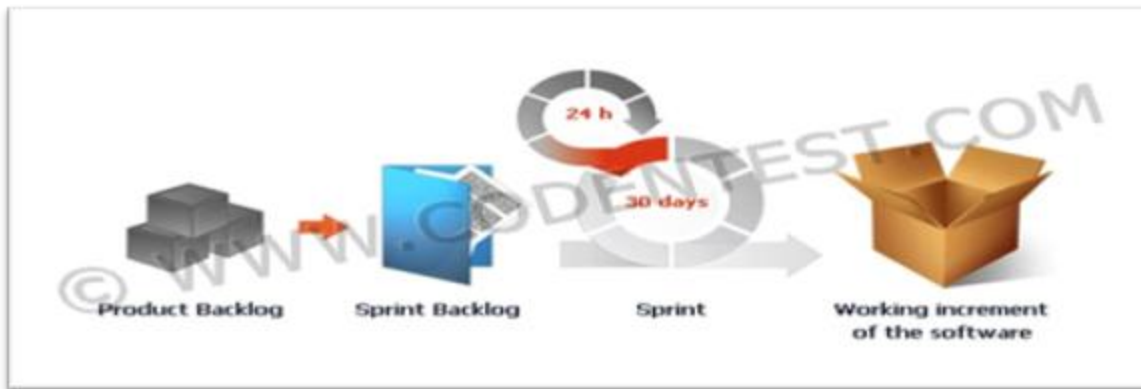 24 h
30 days
© WWW.CODENTEST.COM
Product Backlog
Sprint Backlog
Sprint
Working increment
of the software